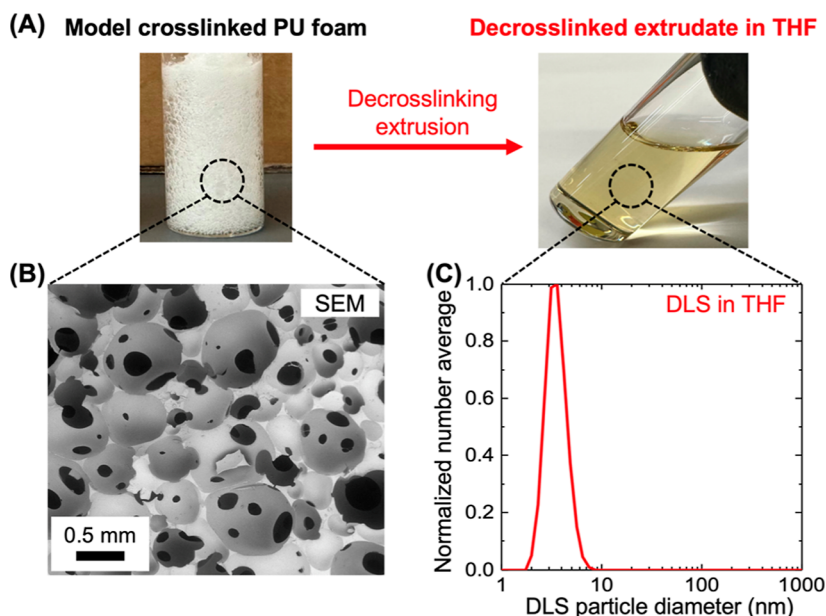 (A) Model crosslinked PU foam
Decrosslinked extrudate in THF
Decrosslinking
extrusion
(B)
SEM
0.5 mm
(C)
DLS in THF
Normalized number average
1.0
0.8
0.6
0.4
0.2
0.0
1 10 100 1000
DLS particle diameter (nm)